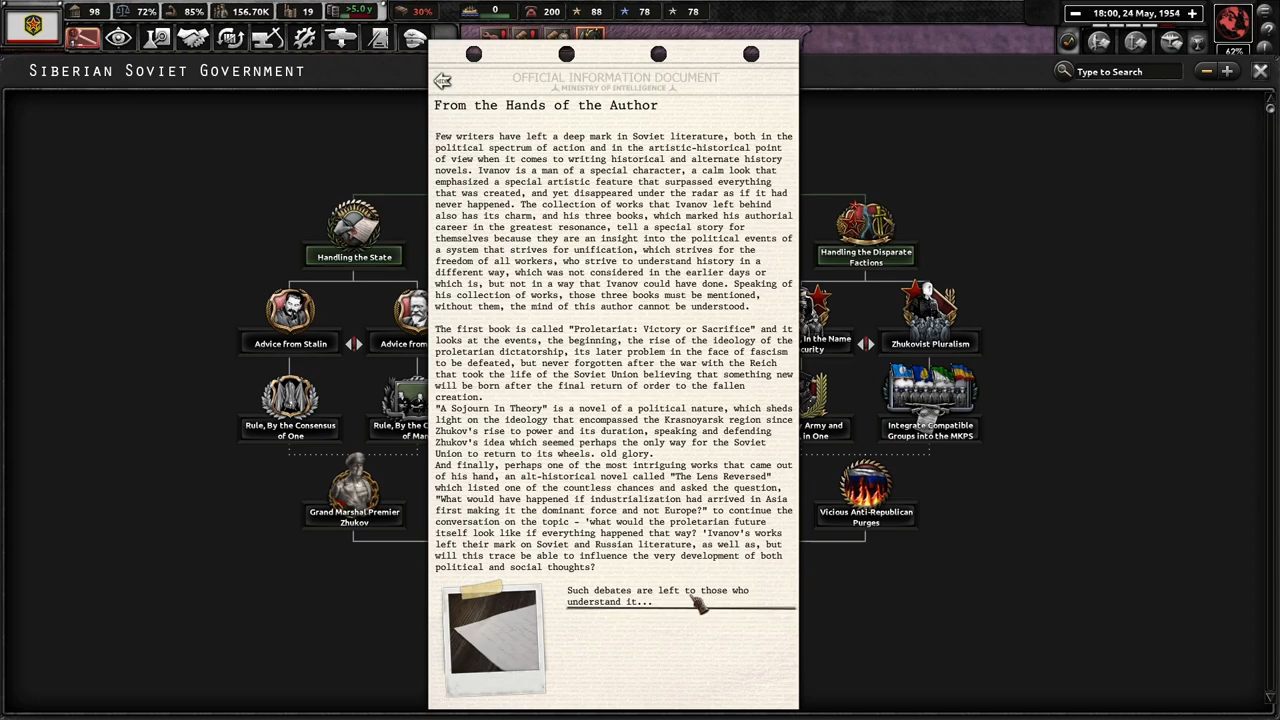 98
72%
85%
156.70K
19
>5.0 y
30%
0
200
88
78
78
18:00, 24 May, 1954
62%
SIBERIAN SOVIET GOVERNMENT
Type to Search
HIDE
OFFICIAL INFORMATION DOCUMENT
MINISTRY OF INTELLIGENCE
From the Hands of the Author
Few writers have left a deep mark in Soviet literature, both in the
political spectrum of action and in the artistic-historical point
of view when it comes to writing historical and alternate history
novels. Ivanov is a man of a special character, a calm look that
emphasized a special artistic feature that surpassed everything
that was created, and yet disappeared under the radar as if it had
never happened. The collection of works that Ivanov left behind
also has its charm, and his three books, which marked his authorial
career in the greatest resonance, tell a special story for
themselves because they are an insight into the political events of
a system that strives for unification, which strives for the
freedom of all workers, who strive to understand history in a
different way, which was not considered in the earlier days or
which is, but not in a way that Ivanov could have done. Speaking of
his collection of works, those three books must be mentioned,
without them, the mind of this author cannot be understood.
The first book is called "Proletariat: Victory or Sacrifice" and it
looks at the events, the beginning, the rise of the ideology of the
proletarian dictatorship, its later problem in the face of fascism
to be defeated, but never forgotten after the war with the Reich
that took the life of the Soviet Union believing that something new
will be born after the final return of order to the fallen
creation.
"A Sojourn In Theory" is a novel of a political nature, which sheds
light on the ideology that encompassed the Krasnoyarsk region since
Zhukov's rise to power and its duration, speaking and defending
Zhukov's idea which seemed perhaps the only way for the Soviet
Union to return to its wheels. old glory.
And finally, perhaps one of the most intriguing works that came out
of his hand, an alt-historical novel called "The Lens Reversed"
which listed one of the countless chances and asked the question,
"What would have happened if industrialization had arrived in Asia
first making it the dominant force and not Europe?" to continue the
conversation on the topic - 'what would the proletarian future
itself look like if everything happened that way? 'Ivanov's works
left their mark on Soviet and Russian literature, as well as, but
will this trace be able to influence the very development of both
political and social thoughts?
Such debates are left to those who
understand it...
Handling the State
Advice from Stalin
Advice from
Rule, By the Consensus
of One
Rule, By the C
of Man
Grand Marshal Premier
Zhukov
Handling the Disparate
Factions
, In the Name
curity
Zhukovist Pluralism
Army and
, in One
Integrate Compatible
Groups into the MKPS
Vicious Anti-Republican
Purges